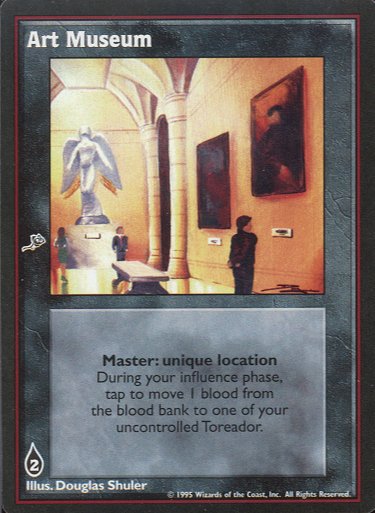 Art Museum
Master: unique location
During your influence phase,
tap to move 1 blood from
the blood bank to one of your
uncontrolled Toreador.
2
Illus. Douglas Shuler
© 1995 Wizards of the Coast, Inc. All Rights Reserved.